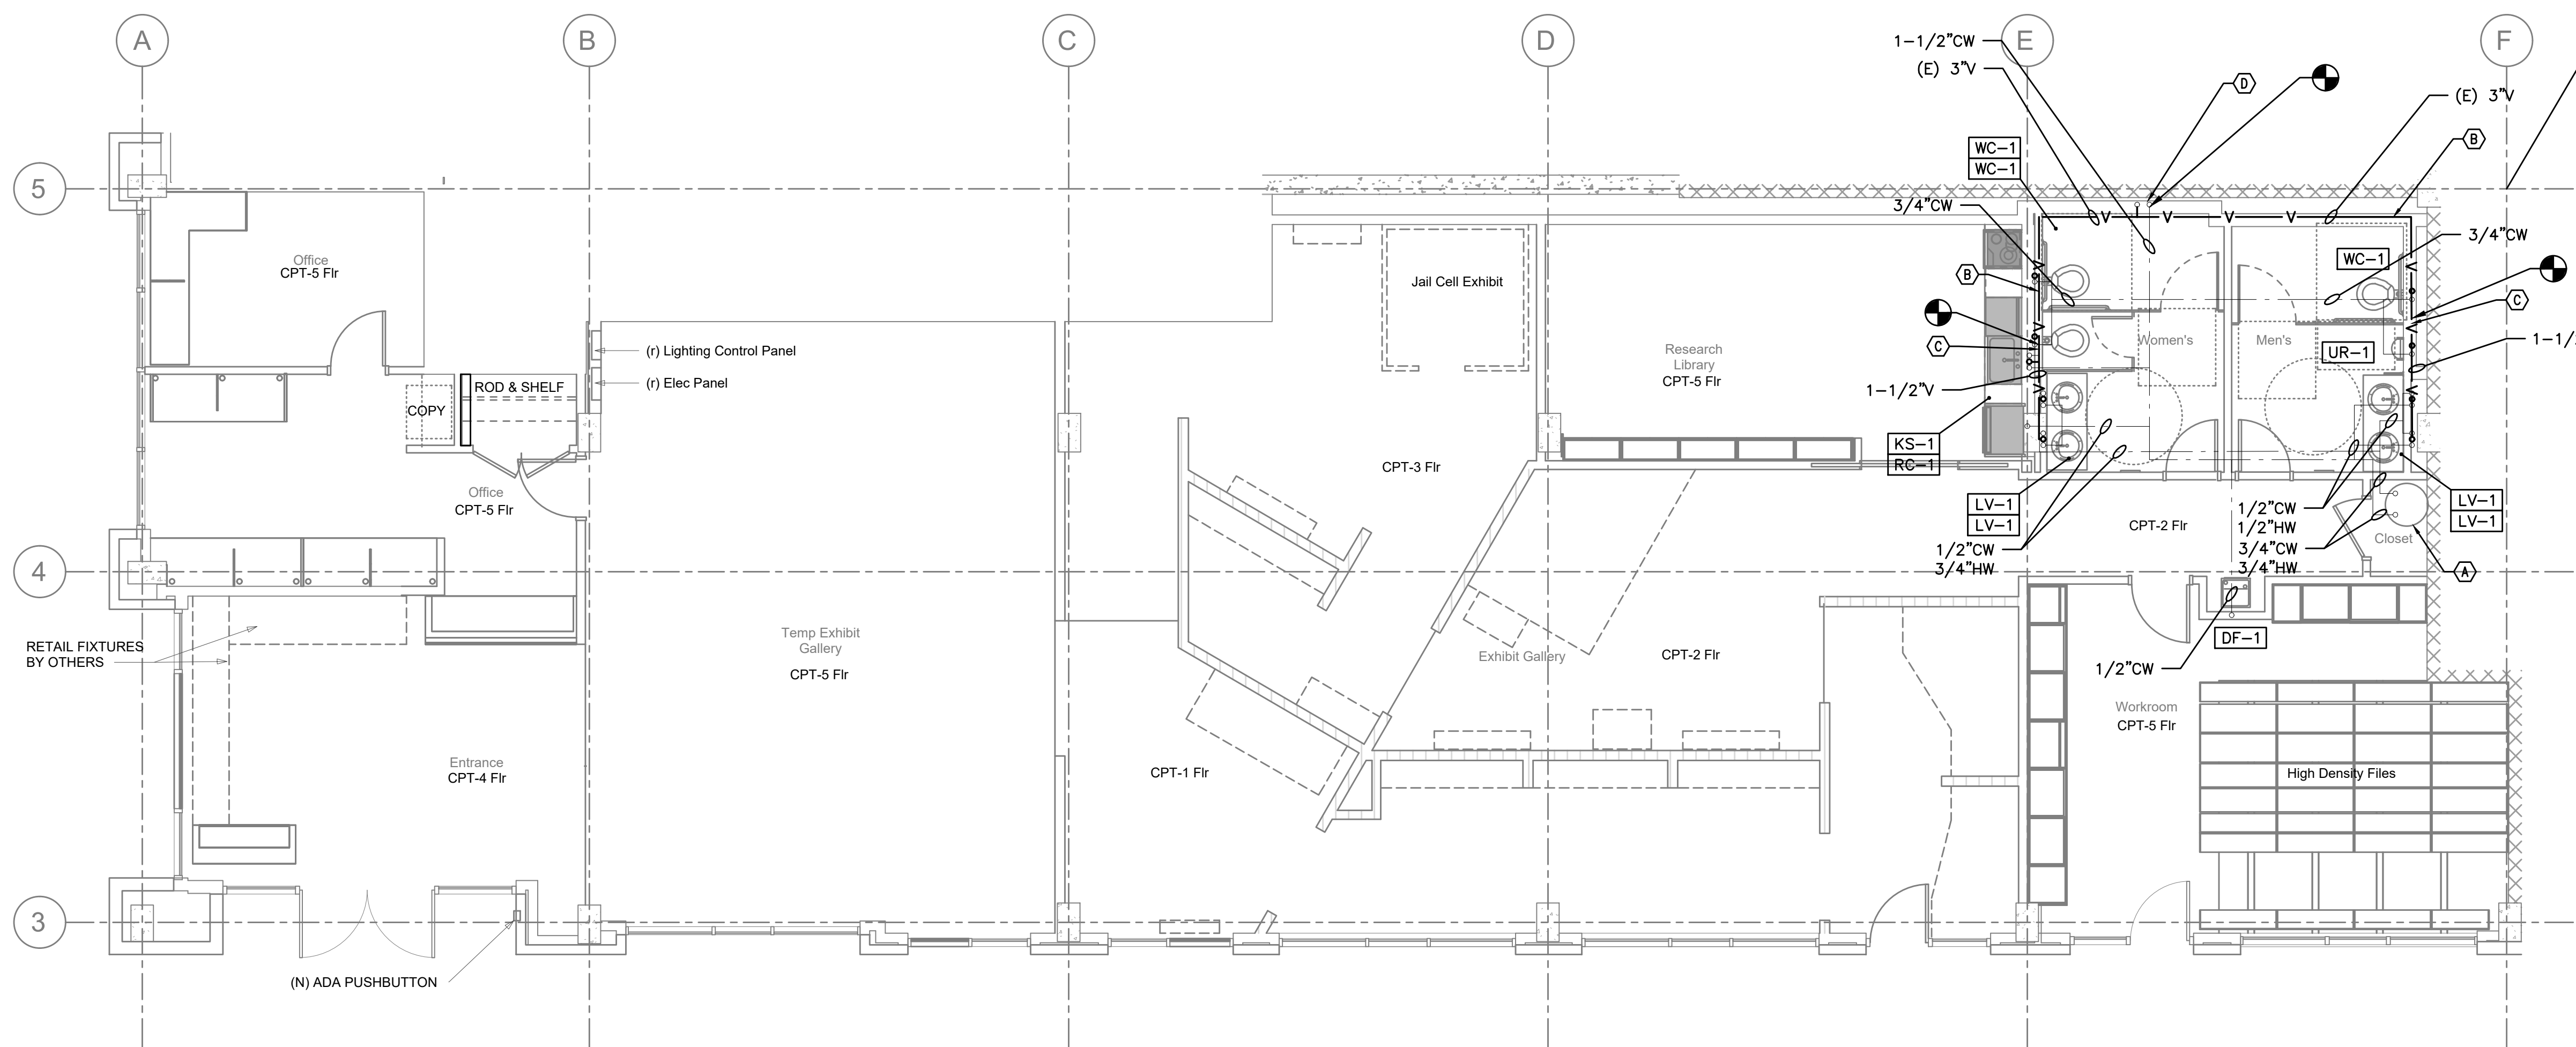 A
B
C
D
E
F
1-1/2"CW
(E) 3"V
D
(E) 3"V
B
WC-1
WC-1
5
3/4"CW
3/4"CW
Office
CPT-5 Flr
WC-1
Jail Cell Exhibit
B
C
Women's
Men's
UR-1
1-1/
(r) Lighting Control Panel
(r) Elec Panel
Research
Library
CPT-5 Flr
C
1-1/2"V
ROD & SHELF
COPY
KS-1
RC-1
CPT-3 Flr
Office
CPT-5 Flr
LV-1
LV-1
LV-1
LV-1
1/2"CW
1/2"HW
3/4"CW
3/4"HW
CPT-2 Flr
Closet
1/2"CW
3/4"HW
4
A
RETAIL FIXTURES
BY OTHERS
Temp Exhibit
Gallery
CPT-5 Flr
Exhibit Gallery
CPT-2 Flr
DF-1
1/2"CW
Workroom
CPT-5 Flr
Entrance
CPT-4 Flr
CPT-1 Flr
High Density Files
3
(N) ADA PUSHBUTTON